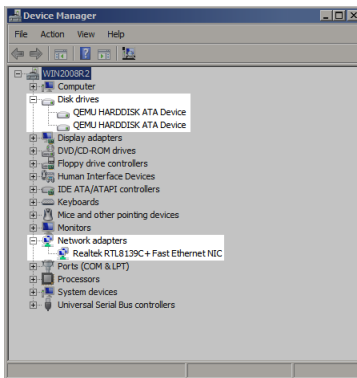 Device Manager
File Action View Help
WIN2008R2
Computer
Disk drives
QEMU HARDDISK ATA Device
QEMU HARDDISK ATA Device
Display adapters
DVD/CD-ROM drives
Floppy drive controllers
Human Interface Devices
IDE ATA/ATAPI controllers
Keyboards
Mice and other pointing devices
Monitors
Network adapters
Realtek RTL8139C+ Fast Ethernet NIC
Ports (COM & LPT)
Processors
System devices
Universal Serial Bus controllers